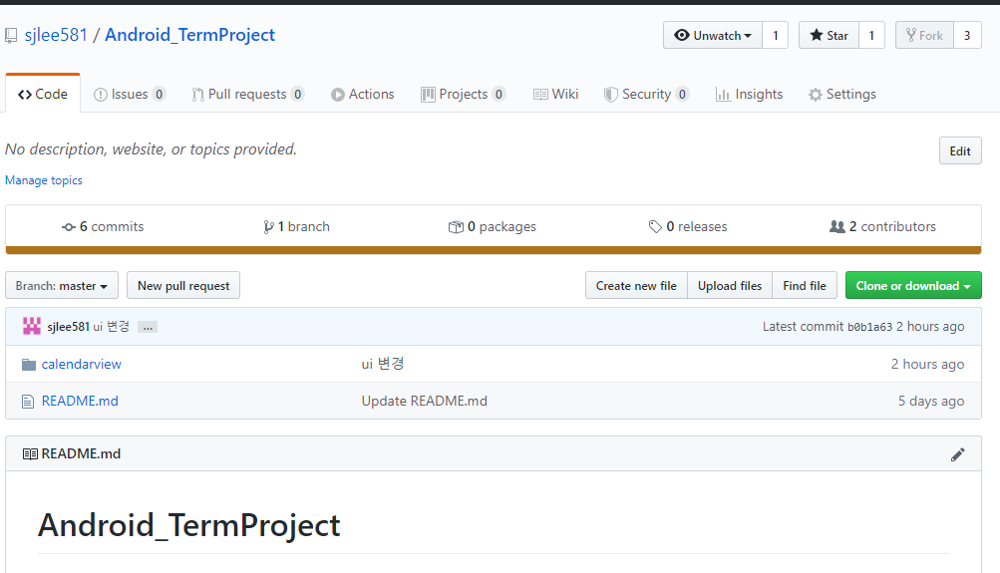 sjlee581 / Android_TermProject Unwatch 1 Star 1 Fork 3
Code Issues 0 Pull requests 0 Actions Projects 0 Wiki Security 0 Insights Settings
No description, website, or topics provided. Edit
Manage topics
6 commits 1 branch 0 packages 0 releases 2 contributors
Branch: master New pull request Create new file Upload files Find file Clone or download
sjlee581 ui 변경 ... Latest commit b0b1a63 2 hours ago
calendarview ui 변경 2 hours ago
README.md Update README.md 5 days ago
README.md
Android_TermProject